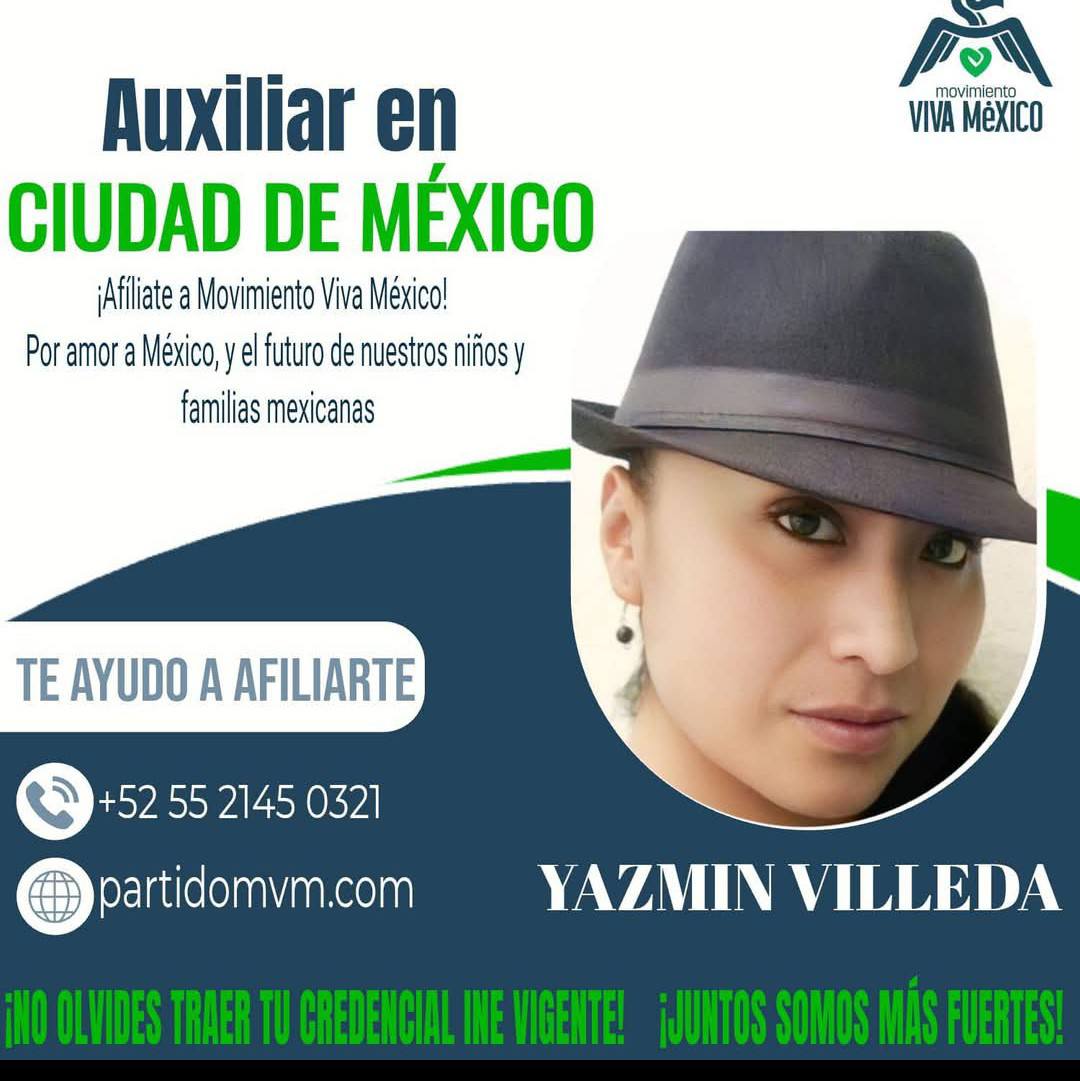 movimiento
VIVA MéXICO
Auxiliar en
CIUDAD DE MÉXICO
¡Afíliate a Movimiento Viva México!
Por amor a México, y el futuro de nuestros niños y
familias mexicanas
TE AYUDO A AFILIARTE
+52 55 2145 0321
partidomvm.com
YAZMIN VILLEDA
¡NO OLVIDES TRAER TU CREDENCIAL INE VIGENTE! ¡JUNTOS SOMOS MÁS FUERTES!